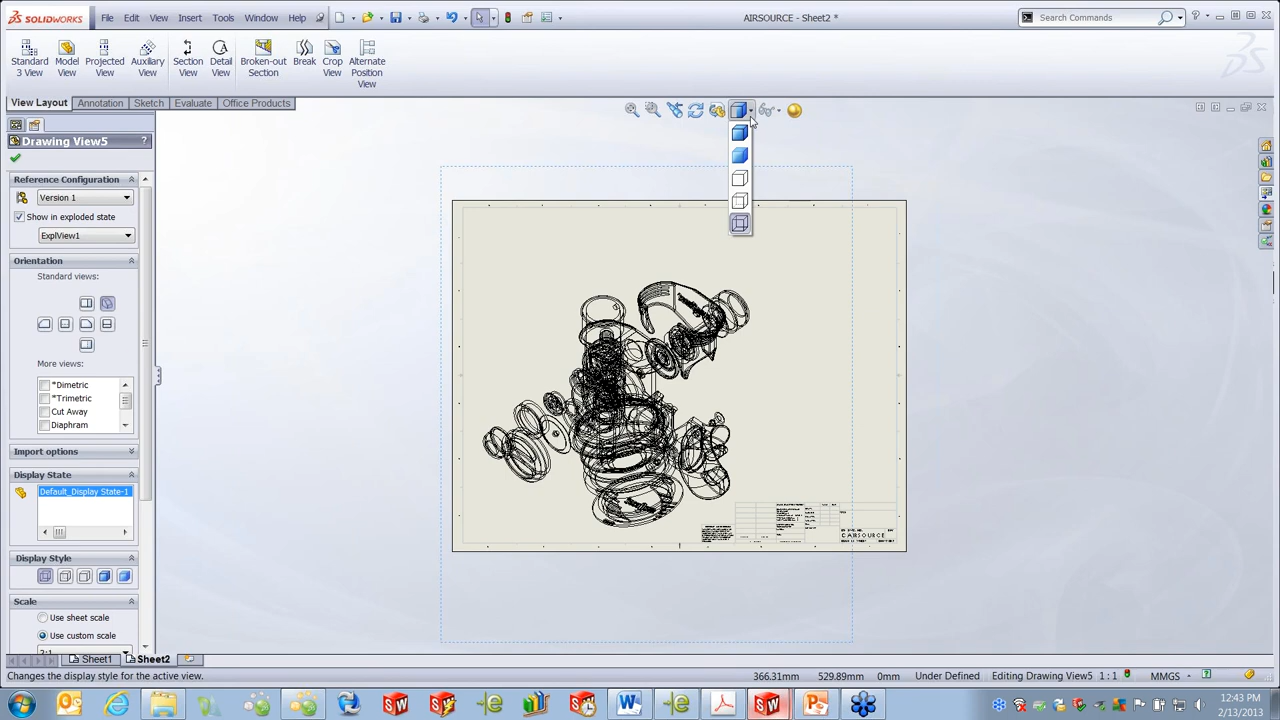 SOLIDWORKS
File Edit View Insert Tools Window Help
AIRSOURCE - Sheet2 *
Search Commands
Standard 3 View
Model View
Projected View
Auxiliary View
Section View
Detail View
Broken-out Section
Break
Crop View
Alternate Position View
View Layout Annotation Sketch Evaluate Office Products
Drawing View5 ?
Reference Configuration
Version 1
Show in exploded state
ExplView1
Orientation
Standard views:
More views:
*Dimetric
*Trimetric
Cut Away
Diaphram
Import options
Display State
Default_Display State-1
Display Style
Scale
Use sheet scale
Use custom scale
2:1
AIRSOURCE
Sheet1 Sheet2
Changes the display style for the active view. 366.31mm 529.89mm 0mm Under Defined Editing Drawing View5 1 : 1 MMGS
12:43 PM
2/13/2013